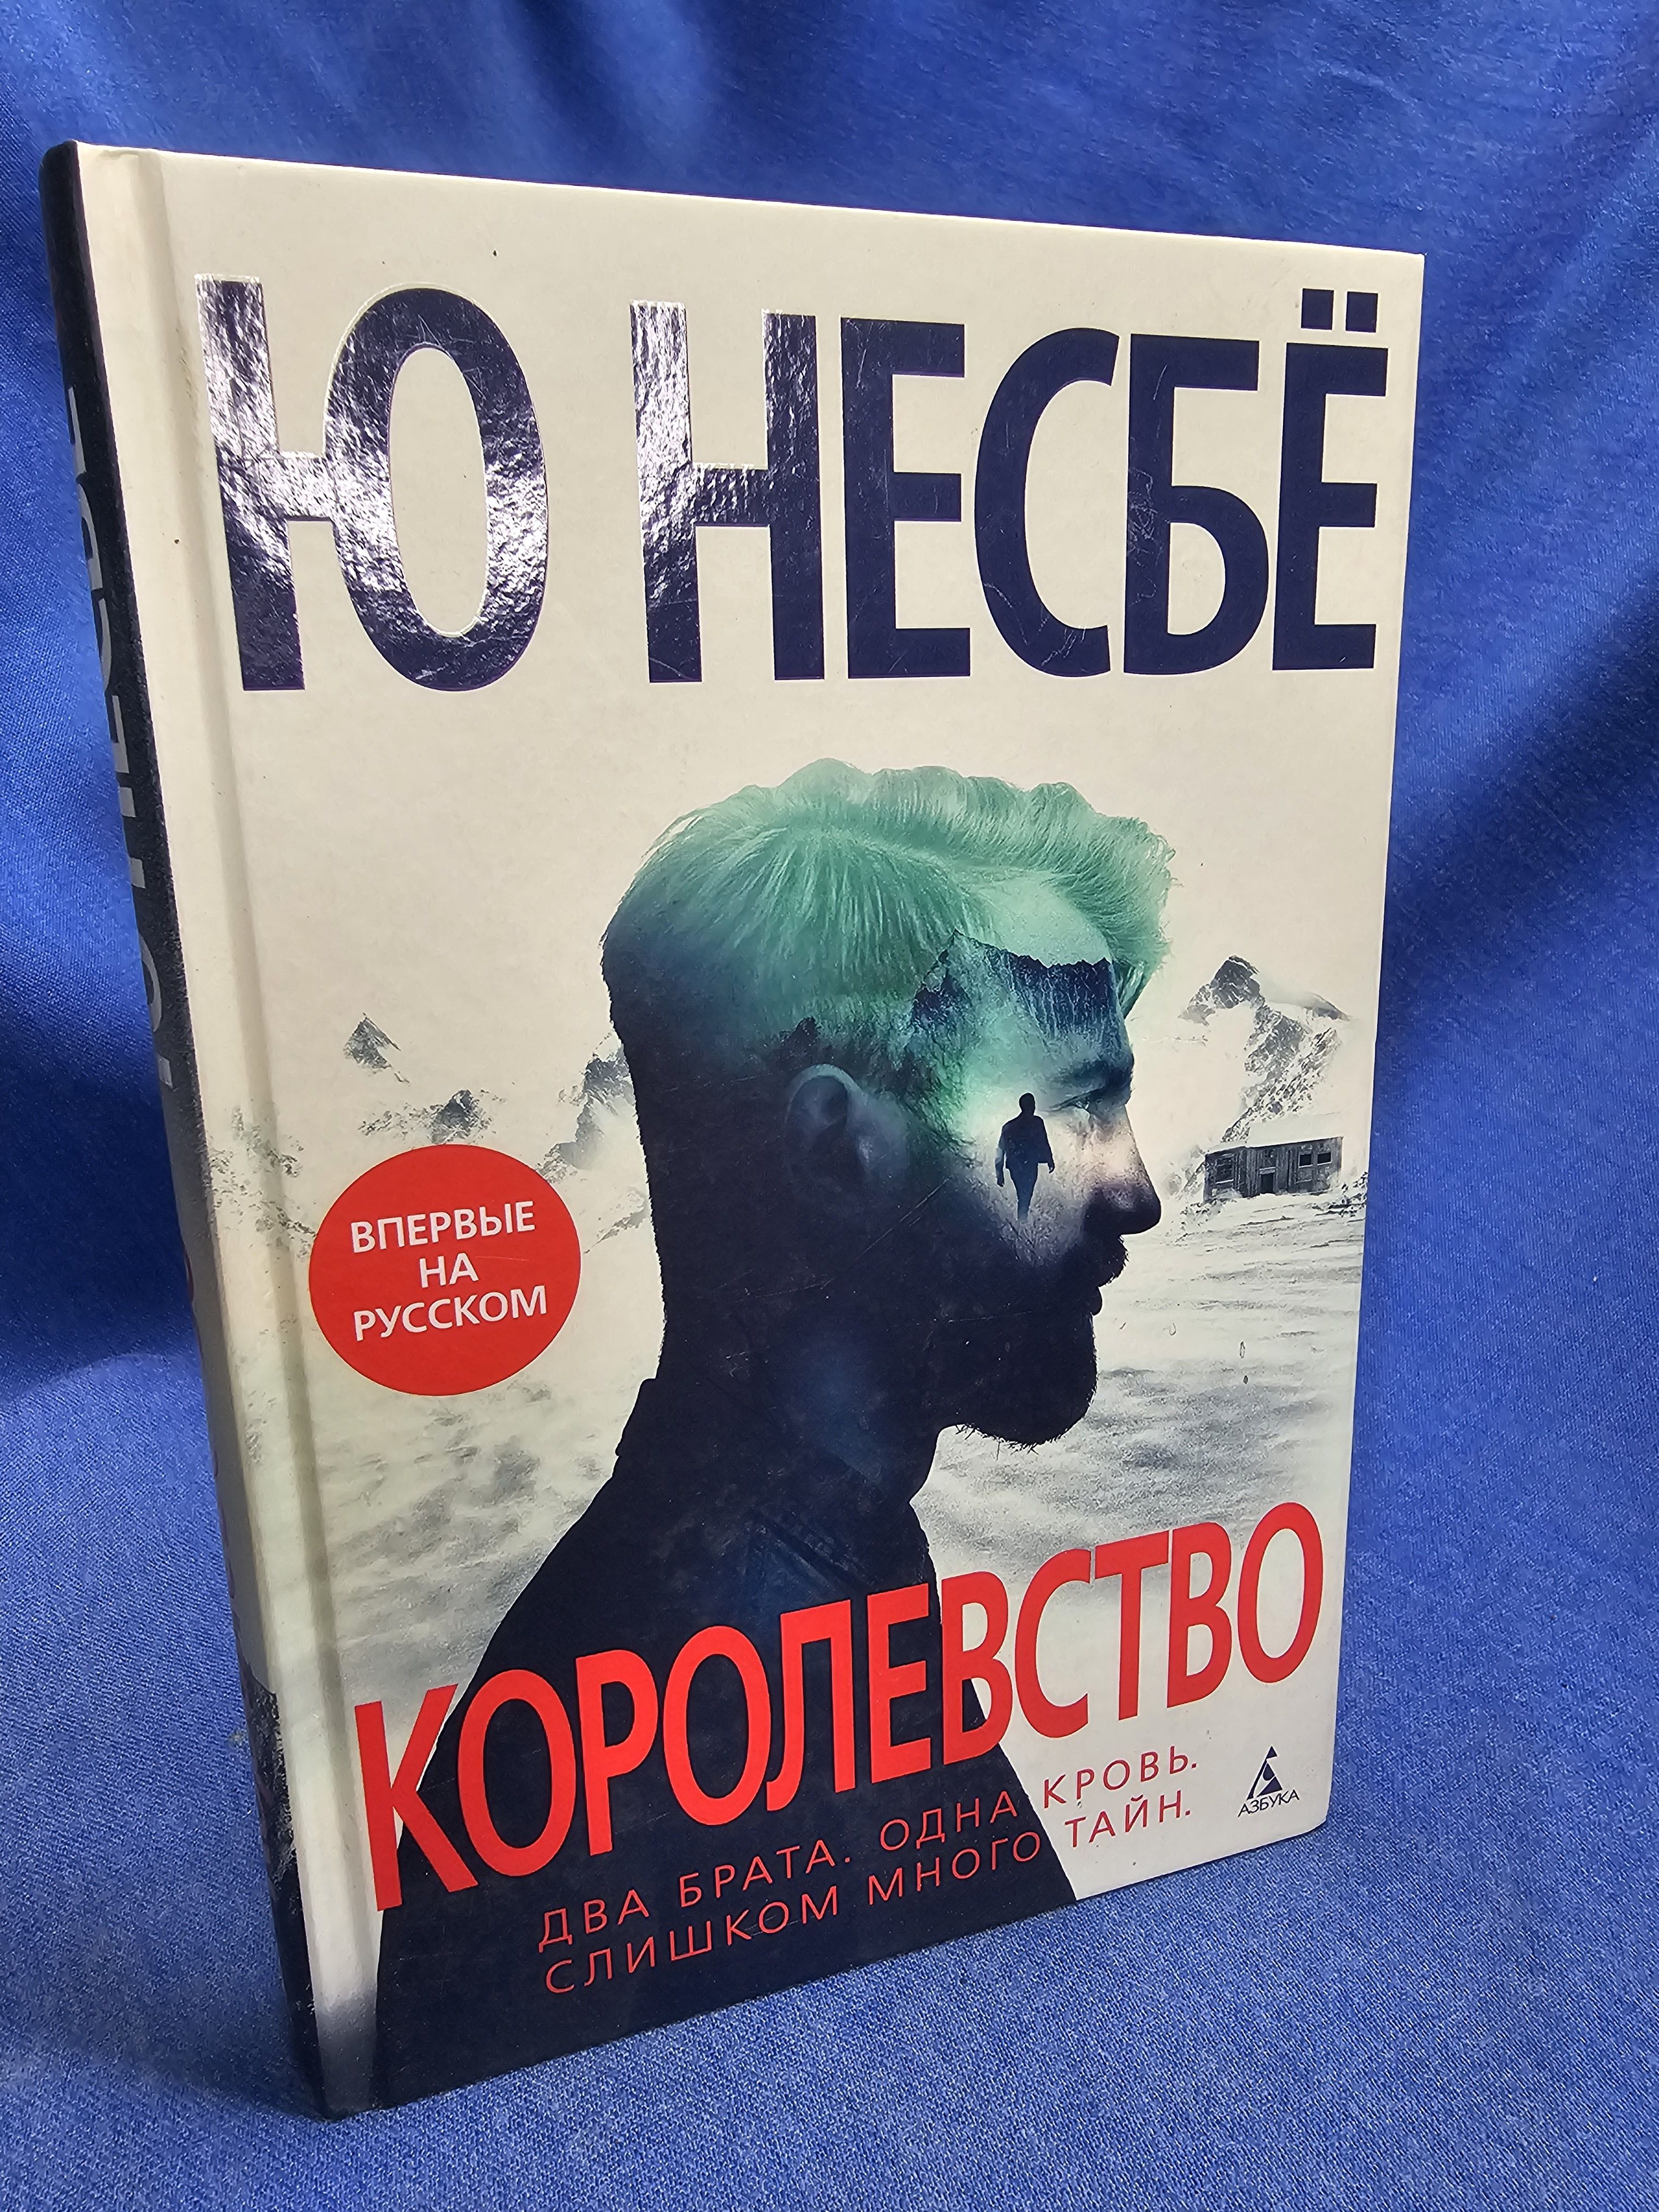 Ю НЕСБЁ
ВПЕРВЫЕ
НА
РУССКОМ
КОРОЛЕВСТВО
ДВА БРАТА. ОДНА КРОВЬ.
СЛИШКОМ МНОГО ТАЙН.
АЗБУКА